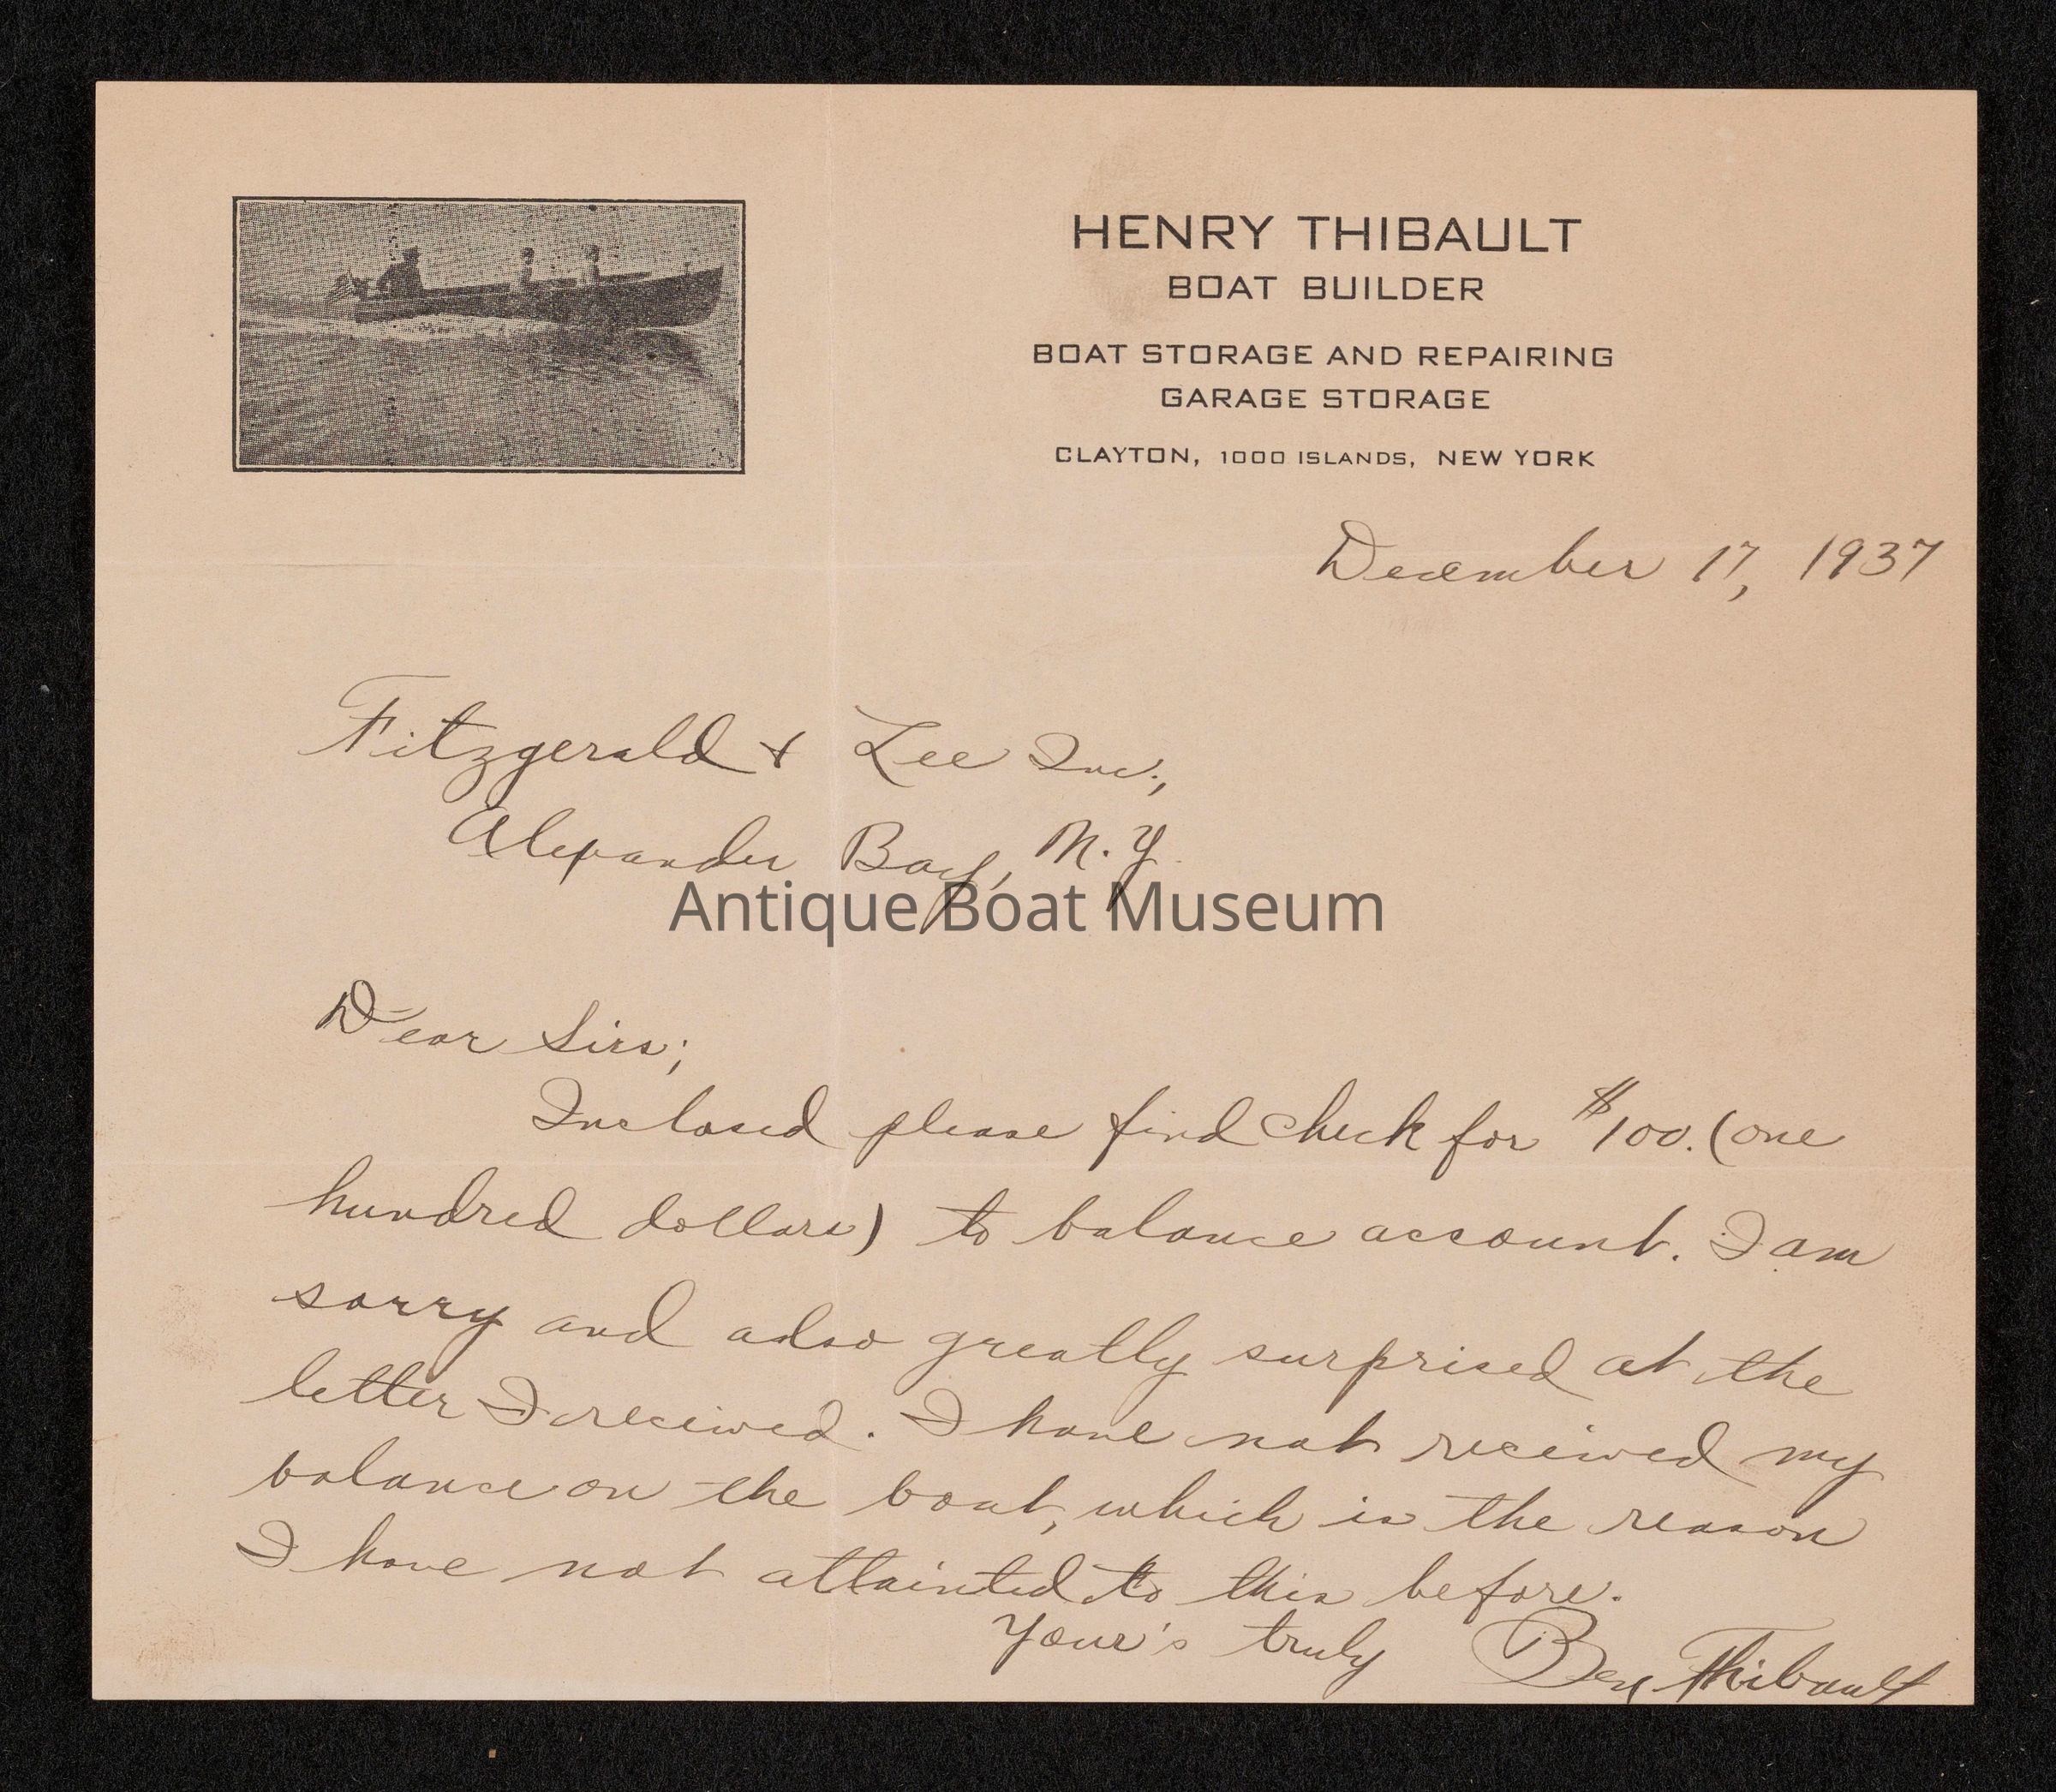 HENRY THIBAULT
BOAT BUILDER
BOAT STORAGE AND REPAIRING
GARAGE STORAGE
CLAYTON, 1000 ISLANDS, NEW YORK
December 17, 1937
Fitzgerald & Lee Inc.,
Alexander Bay, N.Y.
Antique Boat Museum
Dear Sirs;
Inclosed please find check for $100. (one
hundred dollars) to balance account. I am
sorry and also greatly surprised at the
letter I received. I have not received my
balance on the boat, which is the reason
I have not attainted to this before.
Your's truly Ben Thibault